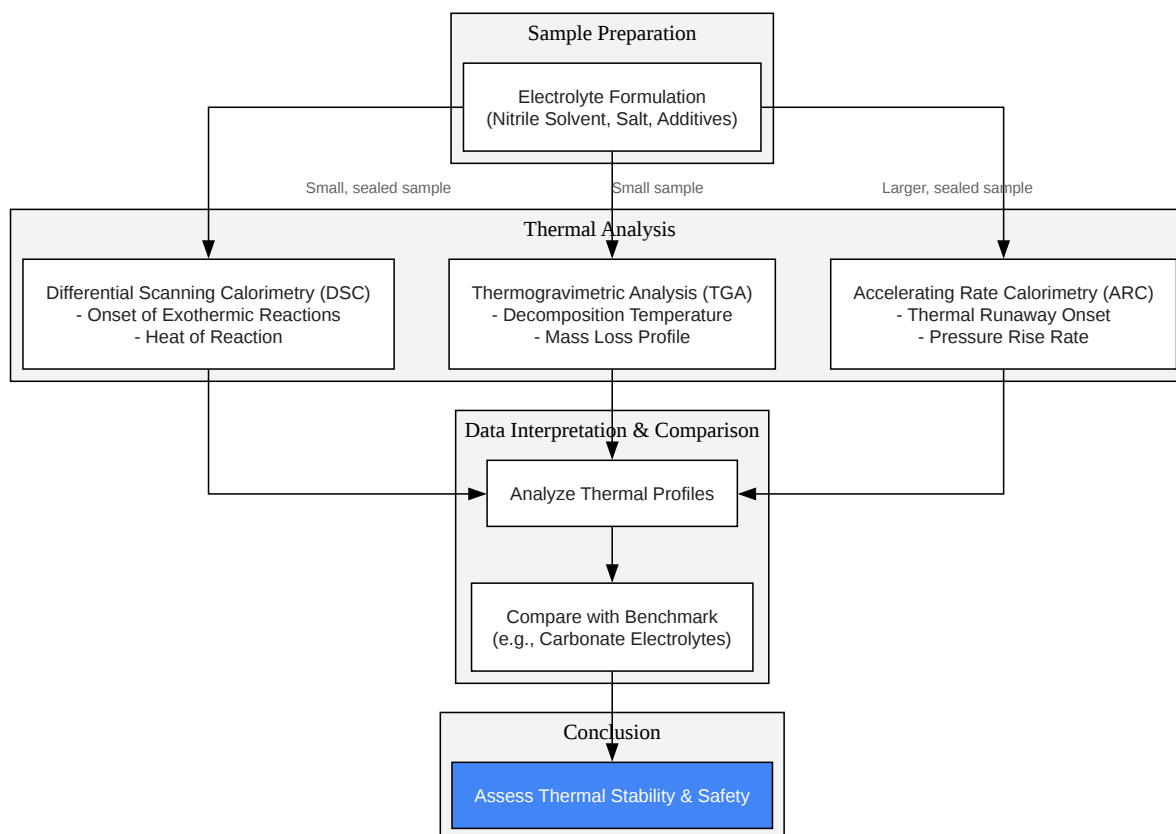 Sample Preparation
Electrolyte Formulation
(Nitrile Solvent, Salt, Additives)
Small, sealed sample
Small sample
Larger, sealed sample
Thermal Analysis
Differential Scanning Calorimetry (DSC)
- Onset of Exothermic Reactions
- Heat of Reaction
Thermogravimetric Analysis (TGA)
- Decomposition Temperature
- Mass Loss Profile
Accelerating Rate Calorimetry (ARC)
- Thermal Runaway Onset
- Pressure Rise Rate
Data Interpretation & Comparison
Analyze Thermal Profiles
Compare with Benchmark
(e.g., Carbonate Electrolytes)
Conclusion
Assess Thermal Stability & Safety